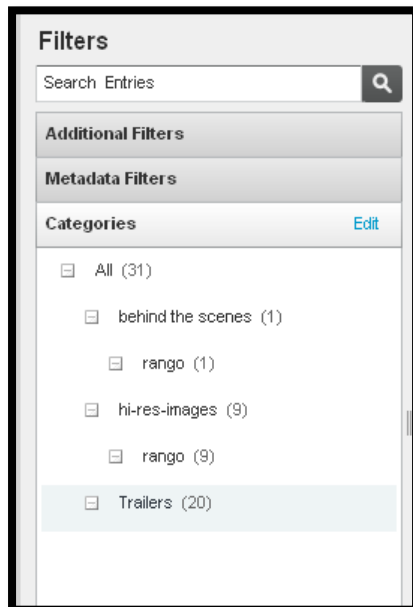 Filters
Search Entries
Additional Filters
Metadata Filters
Categories Edit
All (31)
behind the scenes (1)
rango (1)
hi-res-images (9)
rango (9)
Trailers (20)